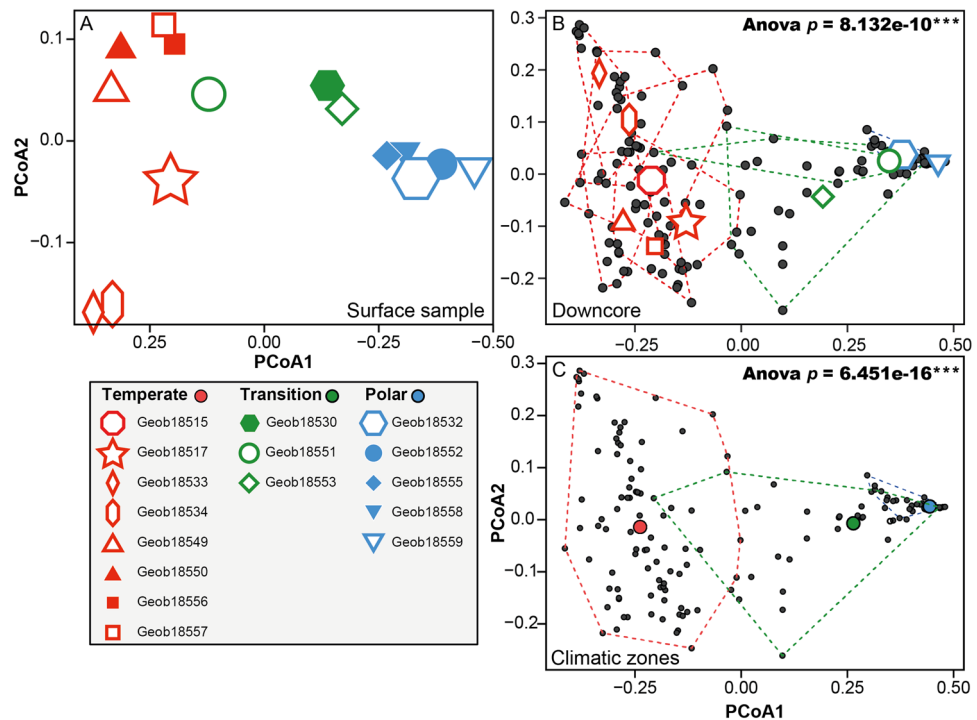 A
0.1
0.0
−0.1
PCoA2
Surface sample
0.25
0.00
−0.25
−0.50
PCoA1
B
Anova p = 8.132e-10***
0.3
0.2
0.1
0.0
−0.1
−0.2
Downcore
−0.25
0.00
0.25
0.50
C
Anova p = 6.451e-16***
0.3
0.2
0.1
0.0
−0.1
−0.2
PCoA2
Climatic zones
−0.25
0.00
0.25
0.50
PCoA1
Temperate
Geob18515
Geob18517
Geob18533
Geob18534
Geob18549
Geob18550
Geob18556
Geob18557
Transition
Geob18530
Geob18551
Geob18553
Polar
Geob18532
Geob18552
Geob18555
Geob18558
Geob18559